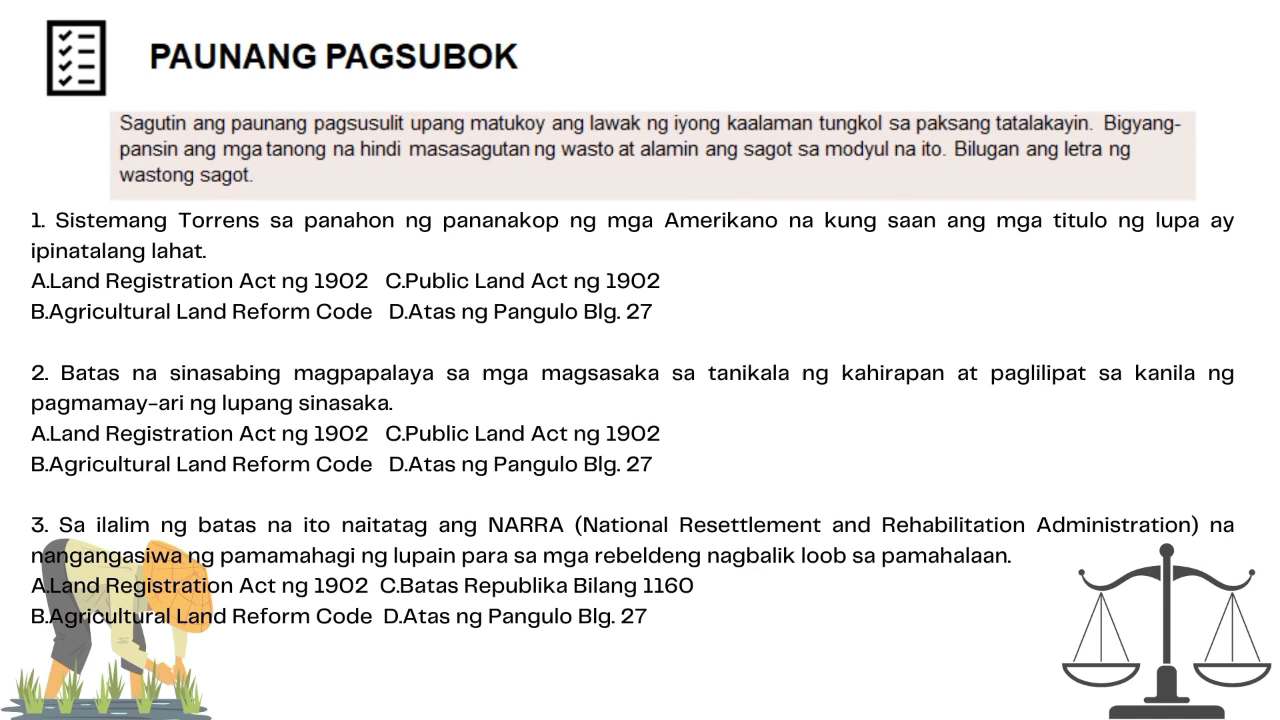 PAUNANG PAGSUBOK
Sagutin ang paunang pagsusulit upang matukoy ang lawak ng iyong kaalaman tungkol sa paksang tatalakayin. Bigyang-
pansin ang mga tanong na hindi masasagutan ng wasto at alamin ang sagot sa modyul na ito. Bilugan ang letra ng
wastong sagot.
1. Sistemang Torrens sa panahon ng pananakop ng mga Amerikano na kung saan ang mga titulo ng lupa ay
ipinatalang lahat.
A.Land Registration Act ng 1902 C.Public Land Act ng 1902
B.Agricultural Land Reform Code D.Atas ng Pangulo Blg. 27
2. Batas na sinasabing magpapalaya sa mga magsasaka sa tanikala ng kahirapan at paglilipat sa kanila ng
pagmamay-ari ng lupang sinasaka.
A.Land Registration Act ng 1902 C.Public Land Act ng 1902
B.Agricultural Land Reform Code D.Atas ng Pangulo Blg. 27
3. Sa ilalim ng batas na ito naitatag ang NARRA (National Resettlement and Rehabilitation Administration) na
nangangasiwa ng pamamahagi ng lupain para sa mga rebeldeng nagbalik loob sa pamahalaan.
A.Land Registration Act ng 1902 C.Batas Republika Bilang 1160
B.Agricultural Land Reform Code D.Atas ng Pangulo Blg. 27